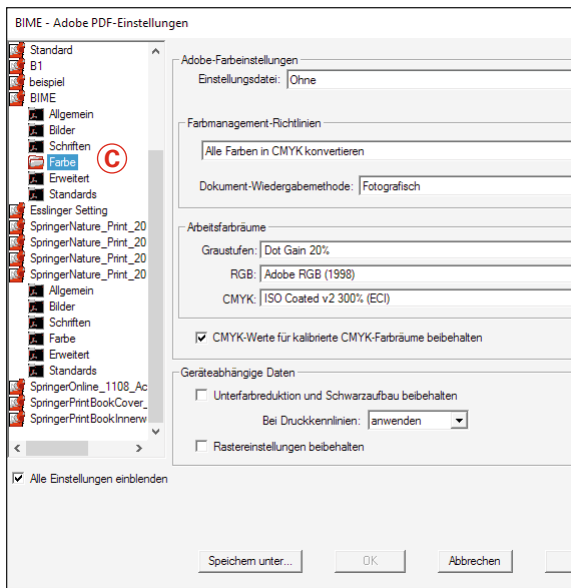 BIME - Adobe PDF-Einstellungen
Standard
B1
beispiel
BIME
Allgemein
Bilder
Schriften
Farbe
C
Erweitert
Standards
Esslinger Setting
SpringerNature_Print_20
SpringerNature_Print_20
SpringerNature_Print_20
SpringerNature_Print_20
Allgemein
Bilder
Schriften
Farbe
Erweitert
Standards
SpringerOnline_1108_Ac
SpringerPrintBookCover_
SpringerPrintBookInnerw
Alle Einstellungen einblenden
Adobe-Farbeinstellungen
Einstellungsdatei: Ohne
Farbmanagement-Richtlinien
Alle Farben in CMYK konvertieren
Dokument-Wiedergabemethode: Fotografisch
Arbeitsfarbräume
Graustufen: Dot Gain 20%
RGB: Adobe RGB (1998)
CMYK: ISO Coated v2 300% (ECI)
CMYK-Werte für kalibrierte CMYK-Farbräume beibehalten
Geräteabhängige Daten
Unterfarbreduktion und Schwarzaufbau beibehalten
Bei Druckkennlinien: anwenden
Rastereinstellungen beibehalten
Speichern unter... OK Abbrechen